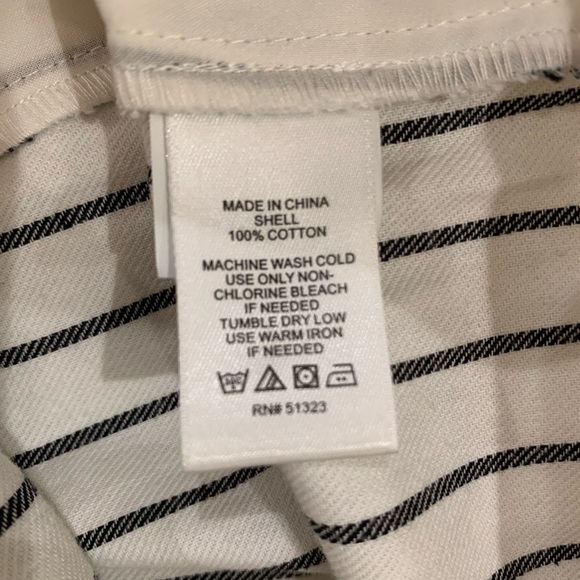 MADE IN CHINA
SHELL
100% COTTON
MACHINE WASH COLD
USE ONLY NON-
CHLORINE BLEACH
IF NEEDED
TUMBLE DRY LOW
USE WARM IRON
IF NEEDED
RN# 51323